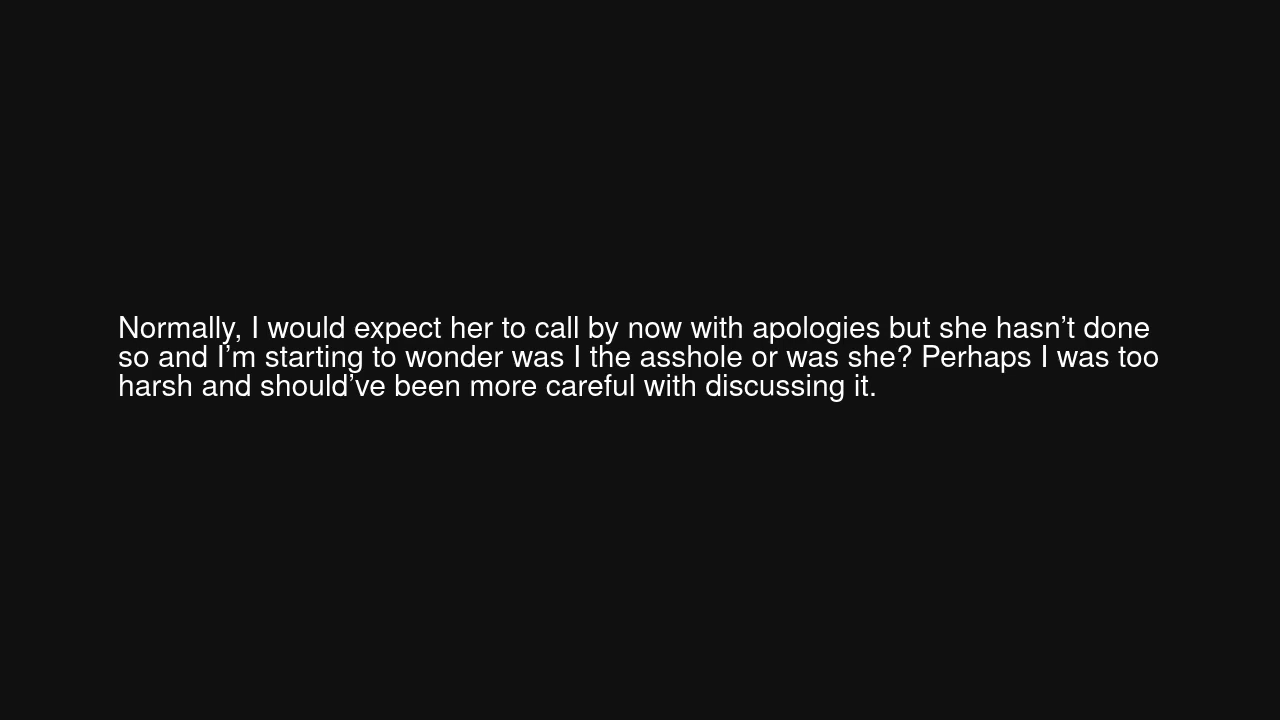 Normally, I would expect her to call by now with apologies but she hasn’t done
so and I’m starting to wonder was I the asshole or was she? Perhaps I was too
harsh and should’ve been more careful with discussing it.